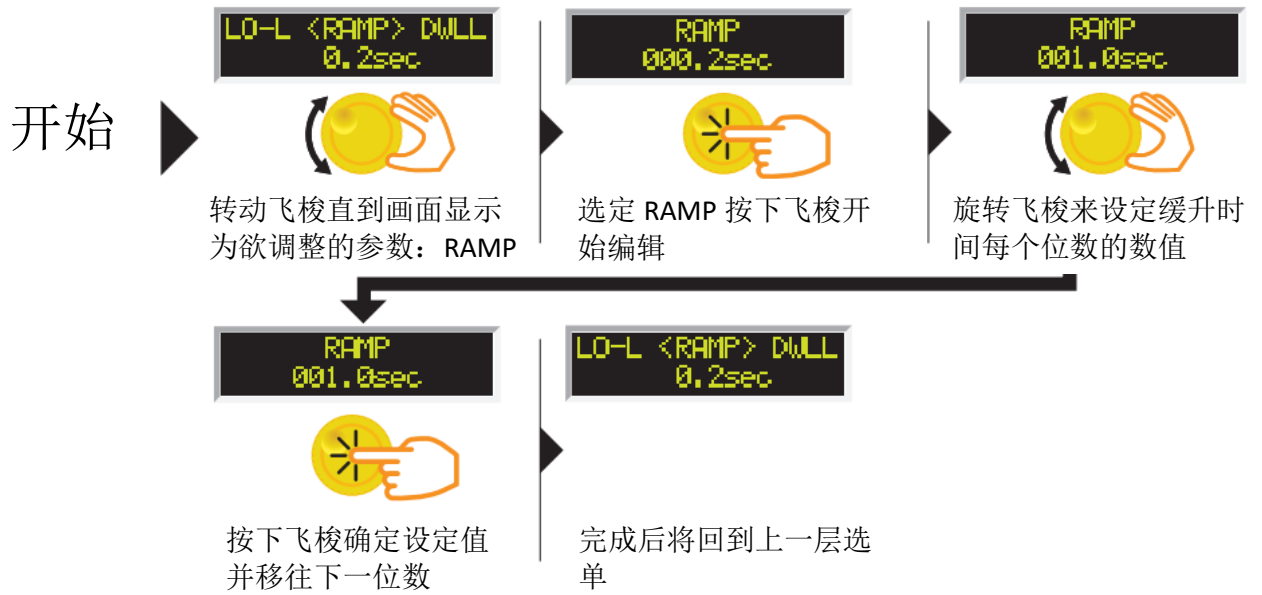 开始
LO-L <RAMP> DWLL
0.2sec
转动飞梭直到画面显示
为欲调整的参数：RAMP
RAMP
000.2sec
选定 RAMP 按下飞梭开
始编辑
RAMP
001.0sec
旋转飞梭来设定缓升时
间每个位数的数值
RAMP
001.0sec
按下飞梭确定设定值
并移往下一位数
LO-L <RAMP> DWLL
0.2sec
完成后将回到上一层选
单